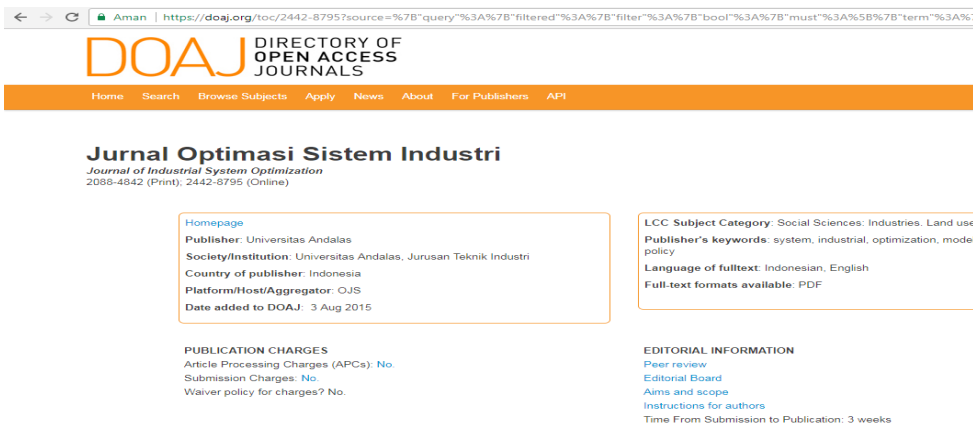 Aman | https://doaj.org/toc/2442-8795?source=%7B"query"%3A%7B"filtered"%3A%7B"filter"%3A%7B"bool"%3A%7B"must"%3A%5B%7B"term"%3A%
DOAJ DIRECTORY OF
OPEN ACCESS
JOURNALS
Home Search Browse Subjects Apply News About For Publishers API
Jurnal Optimasi Sistem Industri
Journal of Industrial System Optimization
2088-4842 (Print); 2442-8795 (Online)
Homepage
Publisher: Universitas Andalas
Society/Institution: Universitas Andalas, Jurusan Teknik Industri
Country of publisher: Indonesia
Platform/Host/Aggregator: OJS
Date added to DOAJ: 3 Aug 2015
LCC Subject Category: Social Sciences: Industries. Land use
Publisher's keywords: system, industrial, optimization, mode
policy
Language of fulltext: Indonesian, English
Full-text formats available: PDF
PUBLICATION CHARGES
Article Processing Charges (APCs): No.
Submission Charges: No.
Waiver policy for charges? No.
EDITORIAL INFORMATION
Peer review
Editorial Board
Aims and scope
Instructions for authors
Time From Submission to Publication: 3 weeks